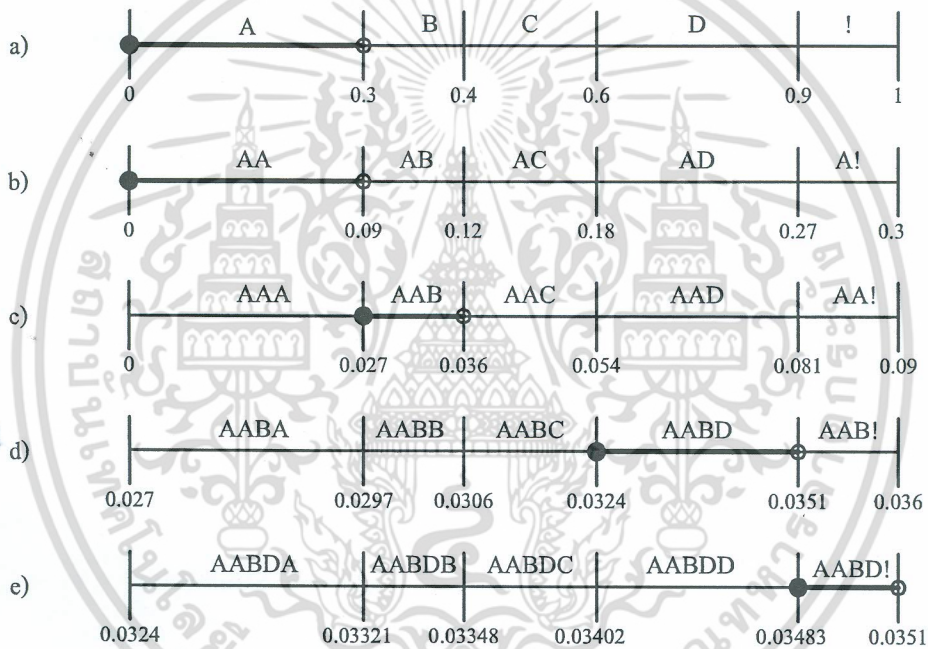 a) A B C D !
0 0.3 0.4 0.6 0.9 1
b) AA AB AC AD A!
0 0.09 0.12 0.18 0.27 0.3
c) AAA AAB AAC AAD AA!
0 0.027 0.036 0.054 0.081 0.09
d) AABA AABB AABC AABD AAB!
0.027 0.0297 0.0306 0.0324 0.0351 0.036
e) AABDA AABDB AABDC AABDD AABD!
0.0324 0.03321 0.03348 0.03402 0.03483 0.0351